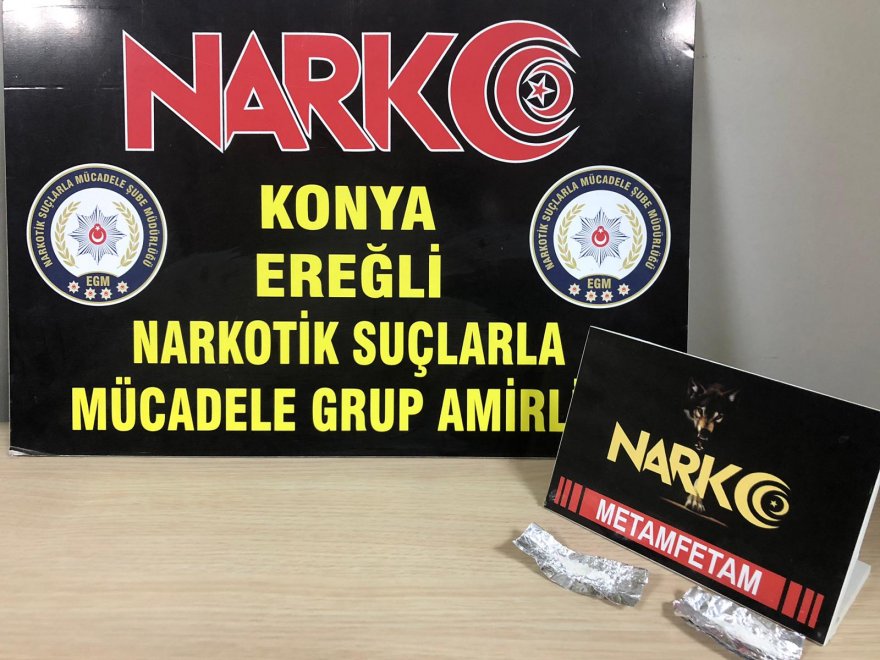 NARKO
KONYA
EREĞLİ
NARKOTİK SUÇLARLA
MÜCADELE GRUP AMİRLİ
NARKOTİK SUÇLARLA MÜCADELE ŞUBE MÜDÜRLÜĞÜ
EGM
NARKOTİK SUÇLARLA MÜCADELE ŞUBE MÜDÜRLÜĞÜ
EGM
NARKO
METAMFETAM